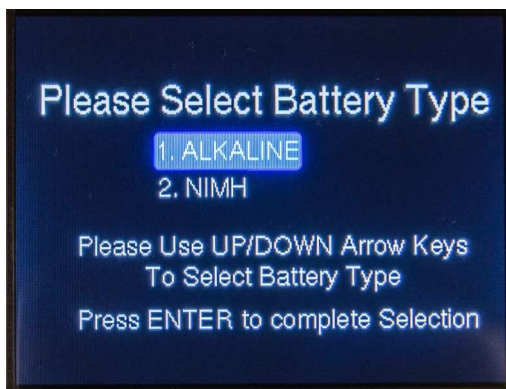 Please Select Battery Type
1. ALKALINE
2. NIMH
Please Use UP/DOWN Arrow Keys
To Select Battery Type
Press ENTER to complete Selection